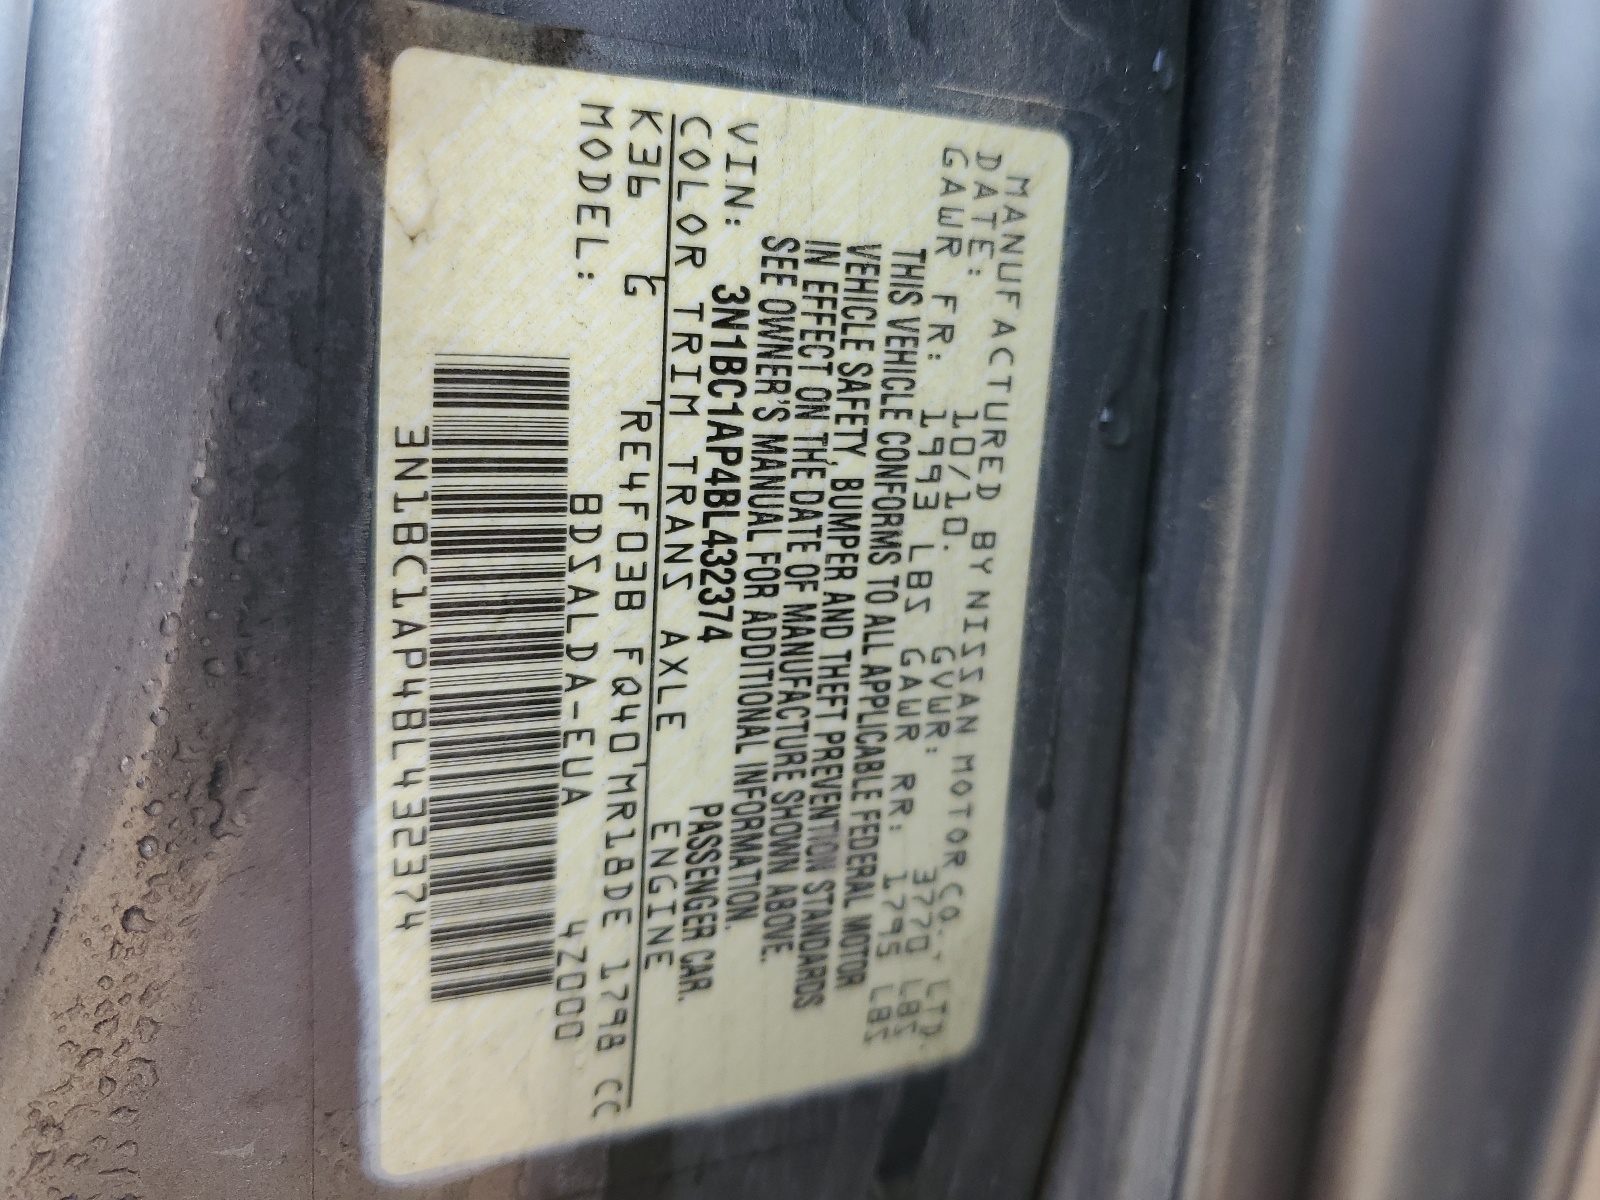 MANUFACTURED BY NISSAN MOTOR CO., LTD.
DATE: 10/10. GVWR: 3770 LBS
GAWR FR: 1993 LBS GAWR RR: 1795 LBS
THIS VEHICLE CONFORMS TO ALL APPLICABLE FEDERAL MOTOR
VEHICLE SAFETY, BUMPER AND THEFT PREVENTION STANDARDS
IN EFFECT ON THE DATE OF MANUFACTURE SHOWN ABOVE.
SEE OWNER'S MANUAL FOR ADDITIONAL INFORMATION.
VIN: 3N1BC1AP4BL432374 PASSENGER CAR.
COLOR TRIM TRANS AXLE ENGINE
K36 G RE4F03B FQ40 MR18DE 1798 CC
MODEL: BDSALDA-EUA 4Z000
3N1BC1AP4BL432374